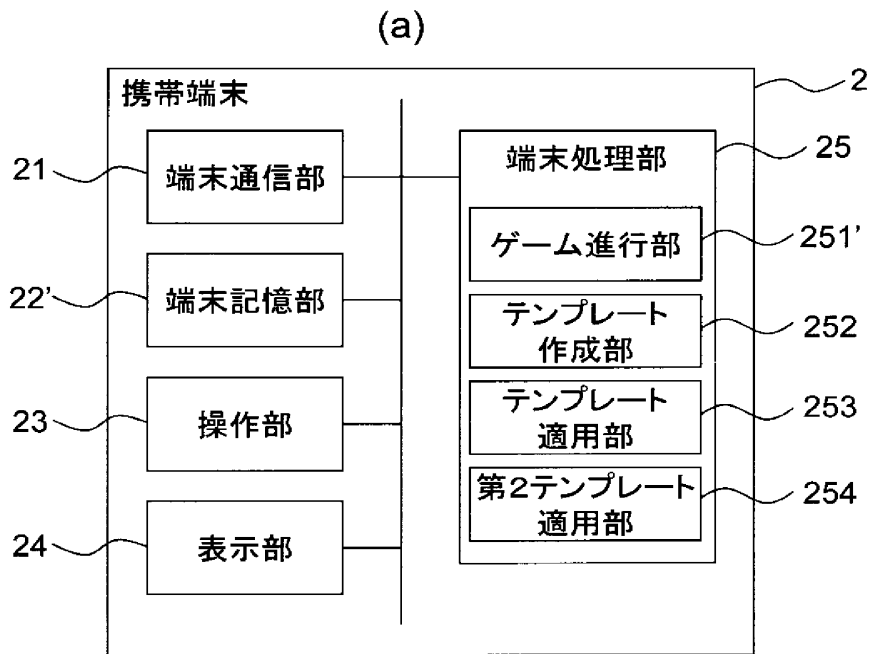 (a)
携帯端末
2
21
端末通信部
22'
端末記憶部
23
操作部
24
表示部
端末処理部
25
ゲーム進行部
251'
テンプレート
作成部
252
テンプレート
適用部
253
第2テンプレート
適用部
254